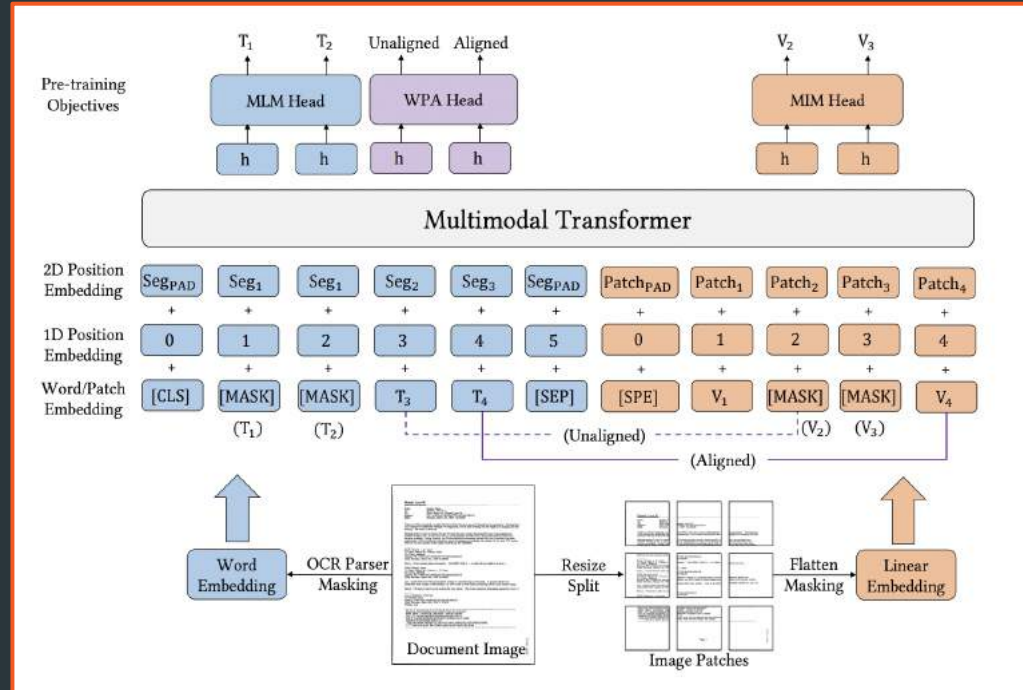 T₁ T₂ Unaligned Aligned V₂ V₃
Pre-training
Objectives
MLM Head WPA Head MIM Head
h h h h h h
Multimodal Transformer
2D Position
Embedding
Seg_PAD Seg₁ Seg₁ Seg₂ Seg₃ Seg_PAD Patch_PAD Patch₁ Patch₂ Patch₃ Patch₄
+ + + + + + + + + + +
1D Position
Embedding
0 1 2 3 4 5 0 1 2 3 4
+ + + + + + + + + + +
Word/Patch
Embedding
[CLS] [MASK] [MASK] T₃ T₄ [SEP] [SPE] V₁ [MASK] [MASK] V₄
(T₁) (T₂) (Unaligned) (V₂) (V₃)
(Aligned)
Word
Embedding
OCR Parser
Masking
Resize
Split
Flatten
Masking
Linear
Embedding
Document Image
Image Patches